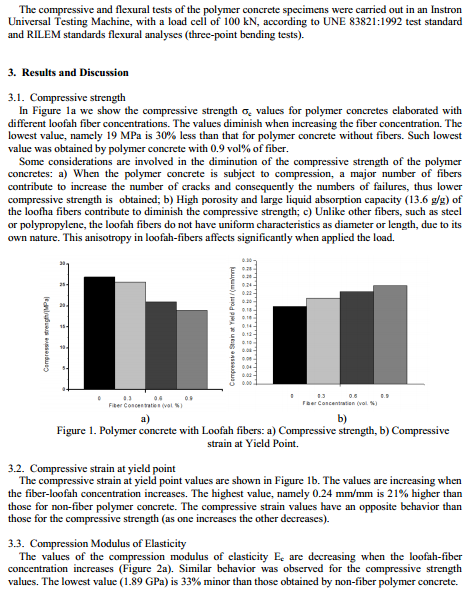 The compressive and flexural tests of the polymer concrete specimens were carried out in an Instron
Universal Testing Machine, with a load cell of 100 kN, according to UNE 83821:1992 test standard
and RILEM standards flexural analyses (three-point bending tests).
3. Results and Discussion
3.1. Compressive strength
In Figure 1a we show the compressive strength σc values for polymer concretes elaborated with
different loofah fiber concentrations. The values diminish when increasing the fiber concentration. The
lowest value, namely 19 MPa is 30% less than that for polymer concrete without fibers. Such lowest
value was obtained by polymer concrete with 0.9 vol% of fiber.
Some considerations are involved in the diminution of the compressive strength of the polymer
concretes: a) When the polymer concrete is subject to compression, a major number of fibers
contribute to increase the number of cracks and consequently the numbers of failures, thus lower
compressive strength is obtained; b) High porosity and large liquid absorption capacity (13.6 g/g) of
the loofha fibers contribute to diminish the compressive strength; c) Unlike other fibers, such as steel
or polypropylene, the loofah fibers do not have uniform characteristics as diameter or length, due to its
own nature. This anisotropy in loofah-fibers affects significantly when applied the load.
Compressive strength/(MPa)
30
25
20
15
10
5
0
0 0.3 0.6 0.9
Fiber Concentration (vol. %)
a)
Compressive Strain at Yield Point / (mm/mm)
0.30
0.28
0.26
0.24
0.22
0.20
0.18
0.16
0.14
0.12
0.10
0.08
0.06
0.04
0.02
0.00
0 0.3 0.6 0.9
Fiber Concentration (vol. %)
b)
Figure 1. Polymer concrete with Loofah fibers: a) Compressive strength, b) Compressive
strain at Yield Point.
3.2. Compressive strain at yield point
The compressive strain at yield point values are shown in Figure 1b. The values are increasing when
the fiber-loofah concentration increases. The highest value, namely 0.24 mm/mm is 21% higher than
those for non-fiber polymer concrete. The compressive strain values have an opposite behavior than
those for the compressive strength (as one increases the other decreases).
3.3. Compression Modulus of Elasticity
The values of the compression modulus of elasticity Ec are decreasing when the loofah-fiber
concentration increases (Figure 2a). Similar behavior was observed for the compressive strength
values. The lowest value (1.89 GPa) is 33% minor than those obtained by non-fiber polymer concrete.